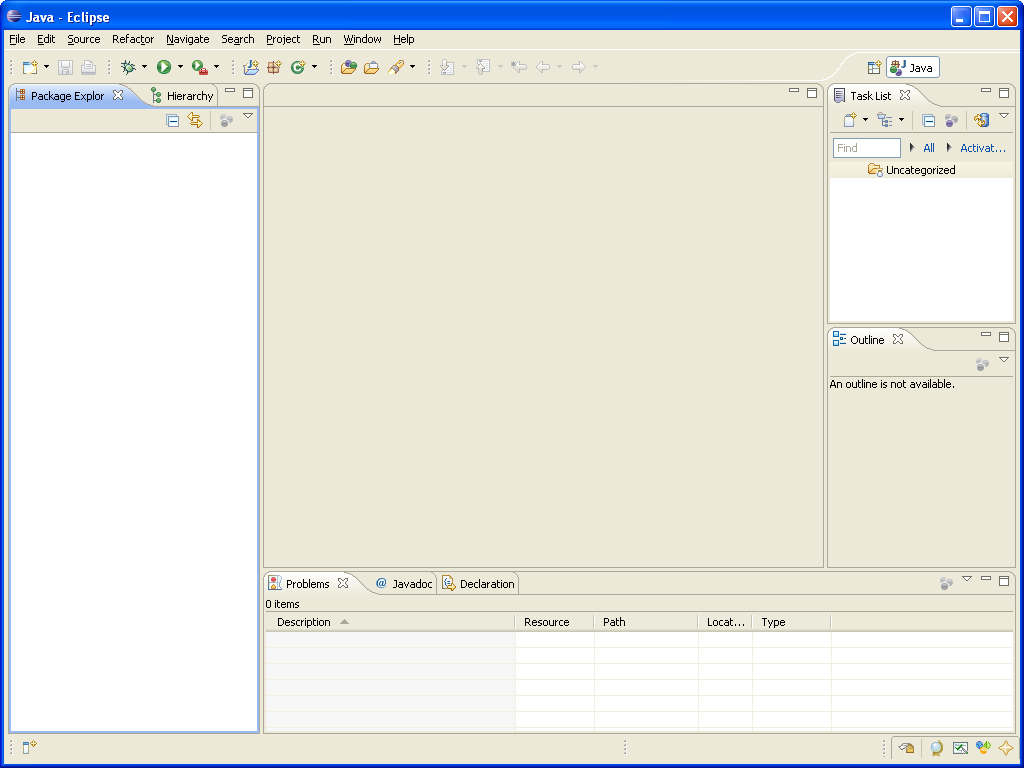 Java - Eclipse
File Edit Source Refactor Navigate Search Project Run Window Help
Java
Package Explor Hierarchy
Task List
Find All Activat...
Uncategorized
Outline
An outline is not available.
Problems @ Javadoc Declaration
0 items
Description Resource Path Locat... Type